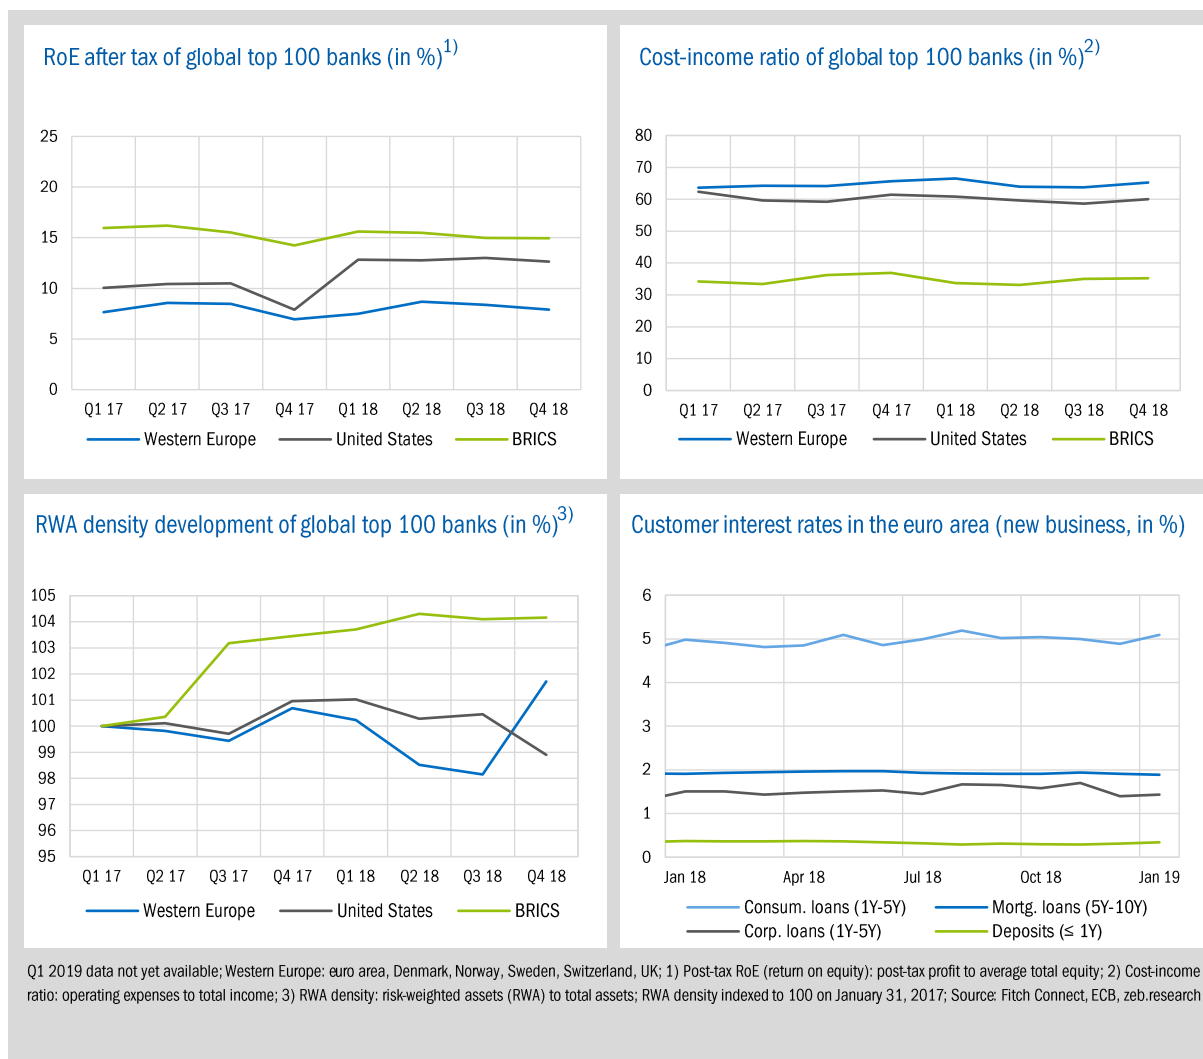 RoE after tax of global top 100 banks (in %)1)
25
20
15
10
5
0
Q1 17 Q2 17 Q3 17 Q4 17 Q1 18 Q2 18 Q3 18 Q4 18
Western Europe United States BRICS
Cost-income ratio of global top 100 banks (in %)2)
80
70
60
50
40
30
20
10
0
Q1 17 Q2 17 Q3 17 Q4 17 Q1 18 Q2 18 Q3 18 Q4 18
Western Europe United States BRICS
RWA density development of global top 100 banks (in %)3)
105
104
103
102
101
100
99
98
97
96
95
Q1 17 Q2 17 Q3 17 Q4 17 Q1 18 Q2 18 Q3 18 Q4 18
Western Europe United States BRICS
Customer interest rates in the euro area (new business, in %)
6
5
4
3
2
1
0
Jan 18 Apr 18 Jul 18 Oct 18 Jan 19
Consum. loans (1Y-5Y) Mortg. loans (5Y-10Y)
Corp. loans (1Y-5Y) Deposits (≤ 1Y)
Q1 2019 data not yet available; Western Europe: euro area, Denmark, Norway, Sweden, Switzerland, UK; 1) Post-tax RoE (return on equity): post-tax profit to average total equity; 2) Cost-income
ratio: operating expenses to total income; 3) RWA density: risk-weighted assets (RWA) to total assets; RWA density indexed to 100 on January 31, 2017; Source: Fitch Connect, ECB, zeb.research